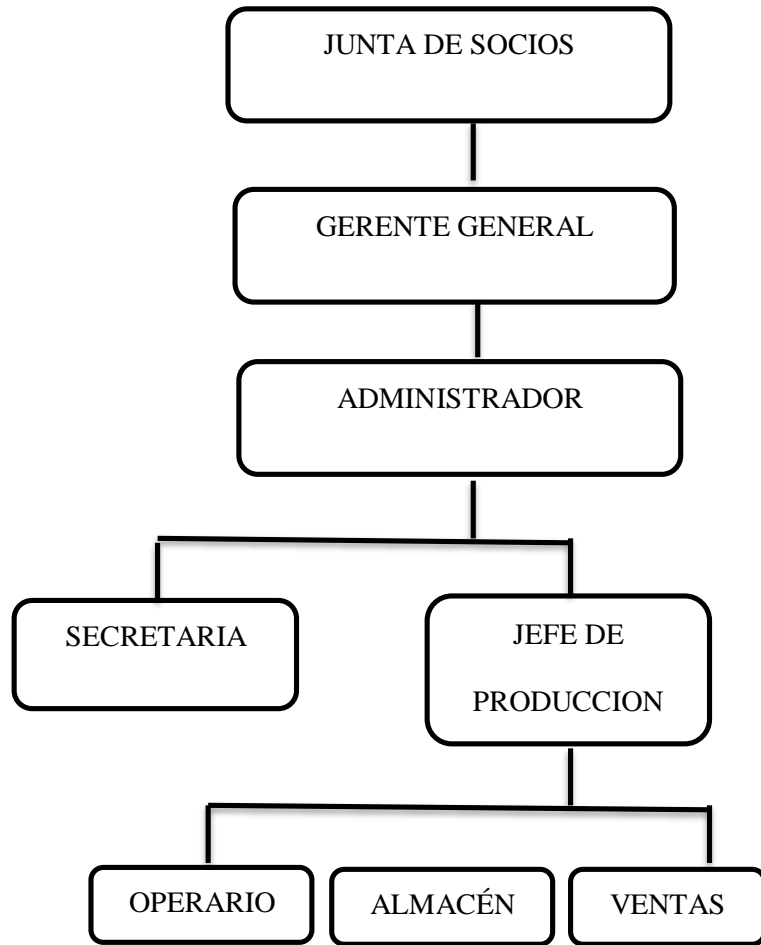 JUNTA DE SOCIOS
GERENTE GENERAL
ADMINISTRADOR
SECRETARIA
JEFE DE
PRODUCCION
OPERARIO
ALMACÉN
VENTAS